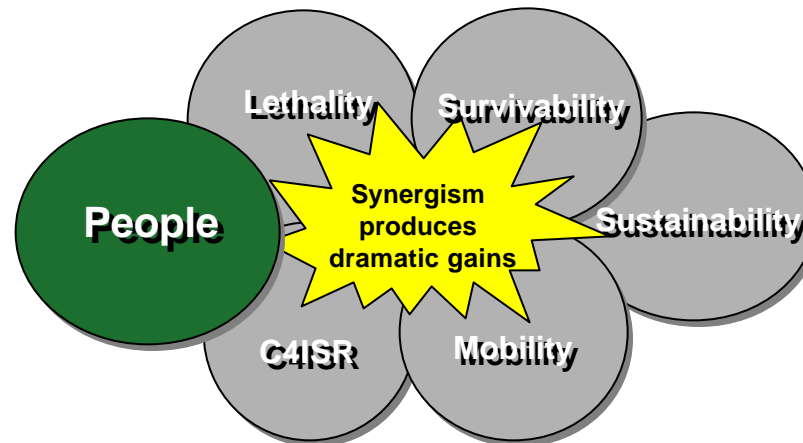 Lethality
Survivability
People
Synergism
produces
dramatic gains
Sustainability
C4ISR
Mobility